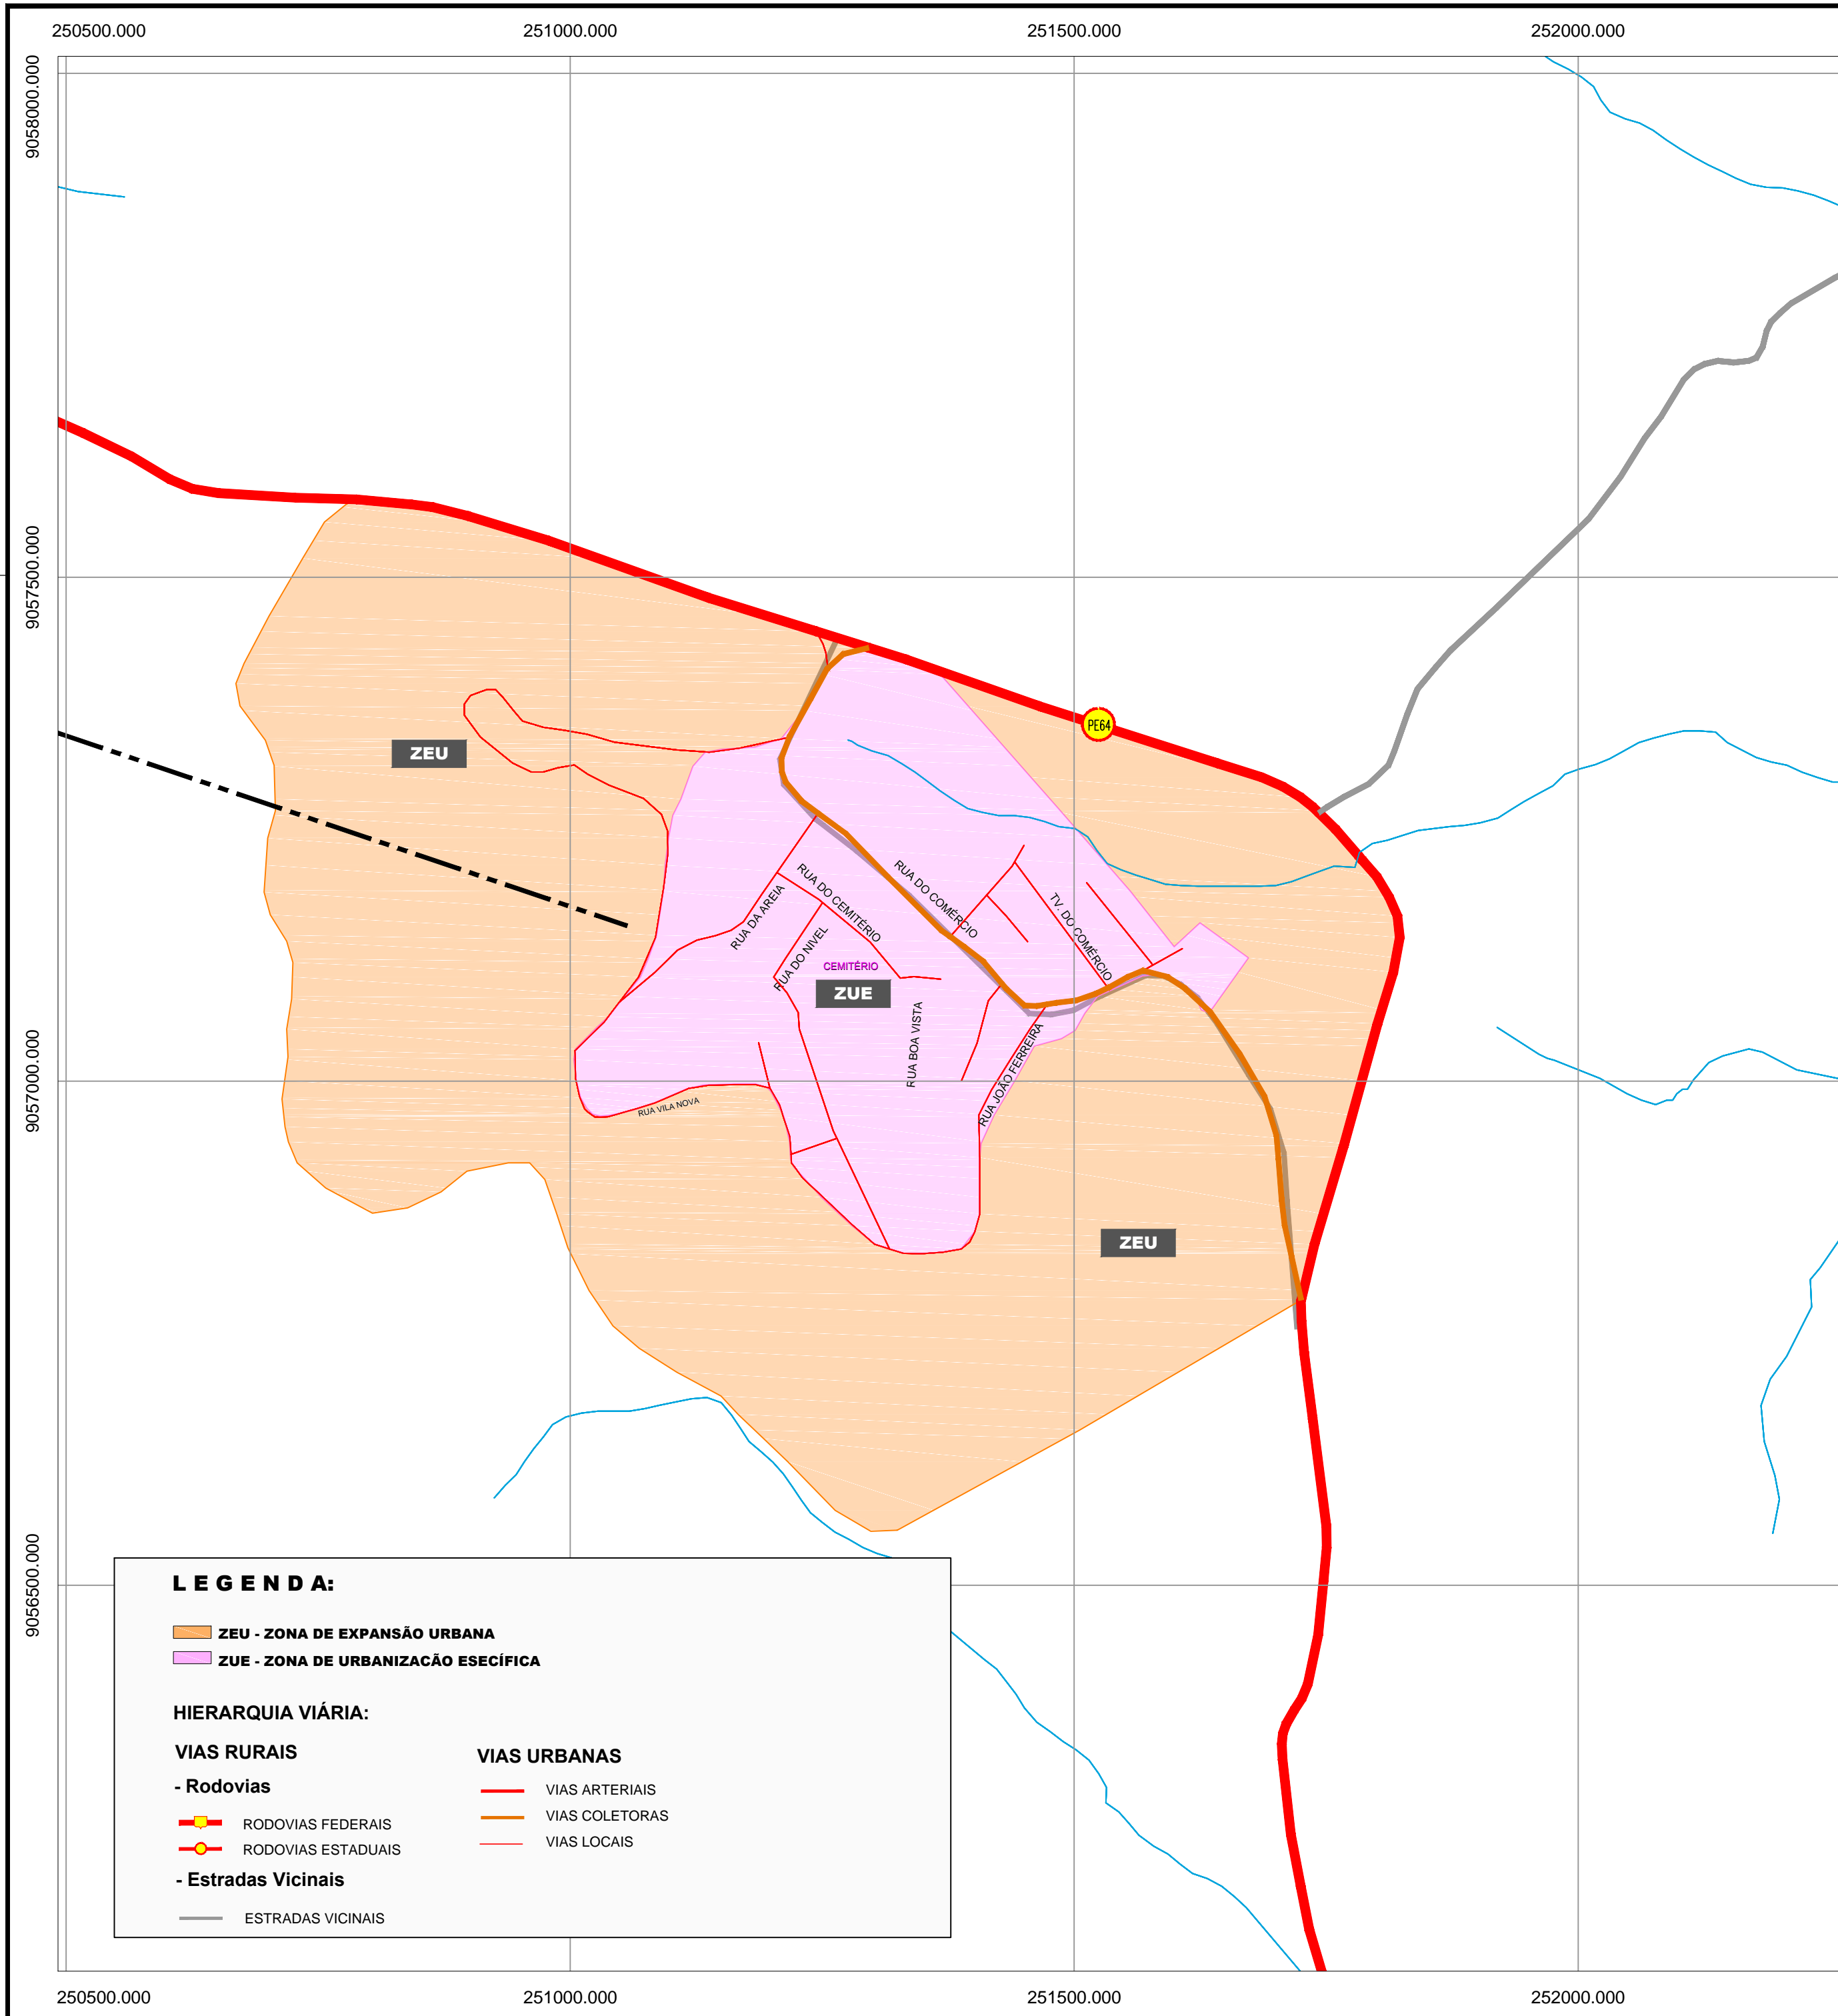 250500.000
251000.000
251500.000
252000.000
9058000.000
9057500.000
9057000.000
9056500.000
PE64
ZEU
RUA DO COMÉRCIO
RUA DO CEMITÉRIO
RUA DA AREIA
TV. DO COMÉRCIO
RUA DO NIVEL
CEMITÉRIO
ZUE
RUA BOA VISTA
RUA JOÃO FERREIRA
RUA VILA NOVA
ZEU
L E G E N D A:
ZEU - ZONA DE EXPANSÃO URBANA
ZUE - ZONA DE URBANIZACÃO ESECÍFICA
HIERARQUIA VIÁRIA:
VIAS RURAIS
- Rodovias
RODOVIAS FEDERAIS
RODOVIAS ESTADUAIS
- Estradas Vicinais
ESTRADAS VICINAIS
VIAS URBANAS
VIAS ARTERIAIS
VIAS COLETORAS
VIAS LOCAIS
250500.000
251000.000
251500.000
252000.000